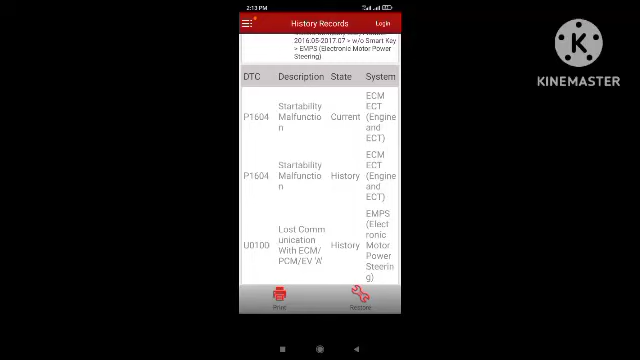 2:13 PM
History Records
Login
2016.05-2017.07 > w/o Smart Key
> EMPS (Electronic Motor Power
Steering)
DTC Description State System
P1604 Startability Malfunctio n Current ECM ECT (Engine and ECT)
P1604 Startability Malfunctio n History ECM ECT (Engine and ECT)
U0100 Lost Comm unication With ECM/ PCM/EV 'A' History EMPS (Elect ronic Motor Power Steerin g)
Print
Restore
K
KINEMASTER